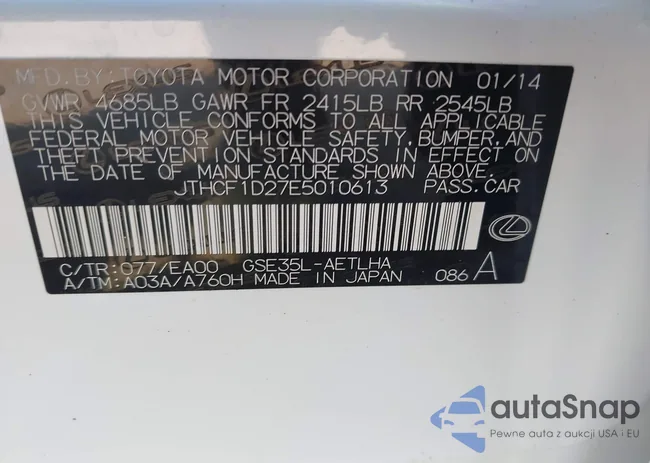 MFD. BY: TOYOTA MOTOR CORPORATION 01/14
GVWR 4685LB GAWR FR 2415LB RR 2545LB
THIS VEHICLE CONFORMS TO ALL APPLICABLE
FEDERAL MOTOR VEHICLE SAFETY, BUMPER, AND
THEFT PREVENTION STANDARDS IN EFFECT ON
THE DATE OF MANUFACTURE SHOWN ABOVE.
JTHCF1D27E5010613 PASS. CAR
C/TR: 077/EA00 GSE35L-AETLHA
A/TM: A03A/A760H MADE IN JAPAN 086 A
autaSnap
Pewne auta z aukcji USA i EU